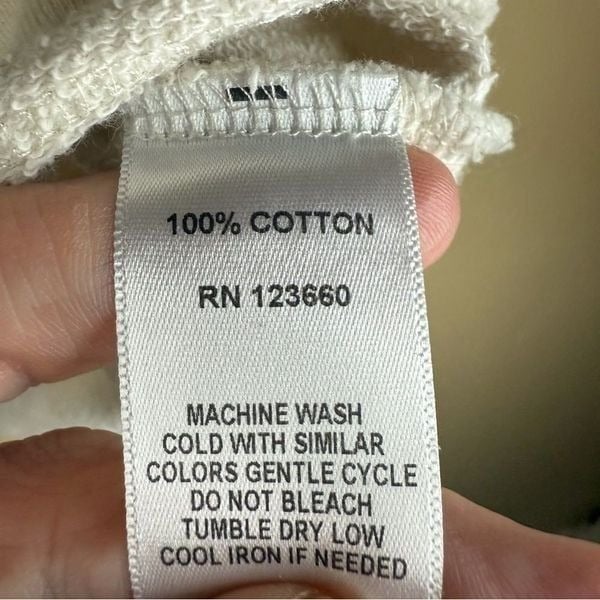 100% COTTON
RN 123660
MACHINE WASH
COLD WITH SIMILAR
COLORS GENTLE CYCLE
DO NOT BLEACH
TUMBLE DRY LOW
COOL IRON IF NEEDED